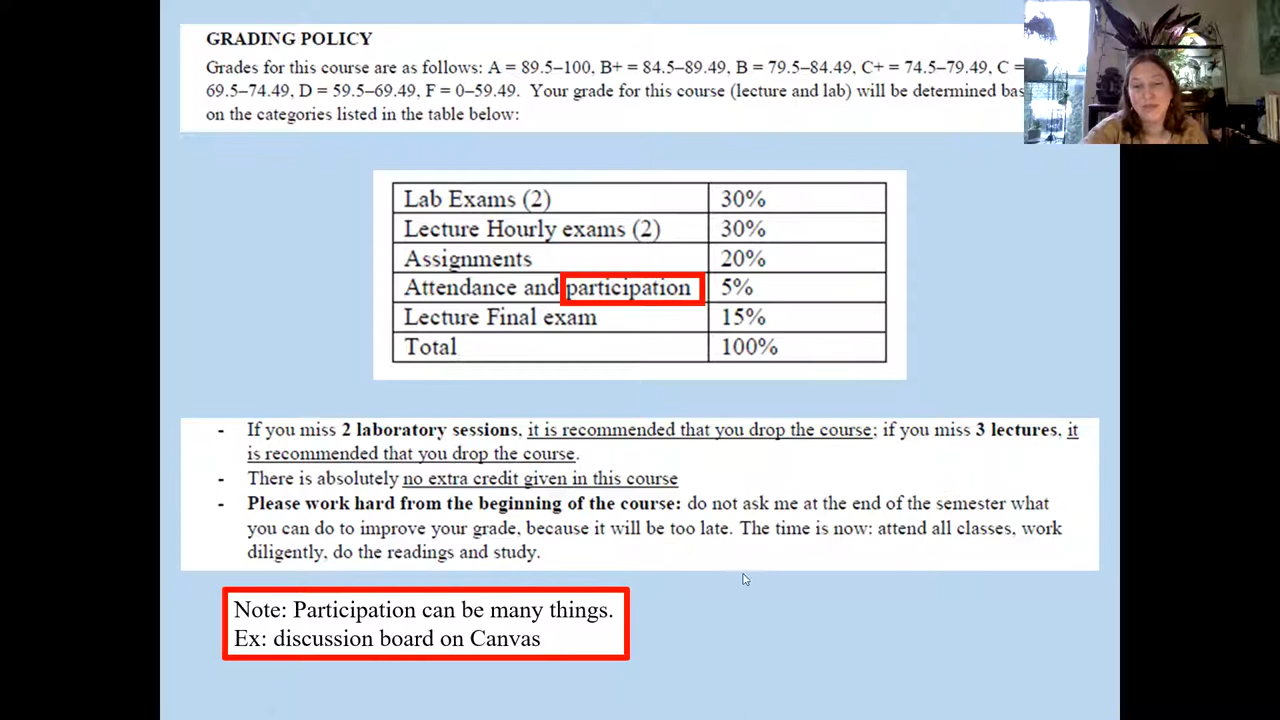 GRADING POLICY
Grades for this course are as follows: A = 89.5–100, B+ = 84.5–89.49, B = 79.5–84.49, C+ = 74.5–79.49, C =
69.5–74.49, D = 59.5–69.49, F = 0–59.49. Your grade for this course (lecture and lab) will be determined
on the categories listed in the table below:
Lab Exams (2) 30%
Lecture Hourly exams (2) 30%
Assignments 20%
Attendance and participation 5%
Lecture Final exam 15%
Total 100%
- If you miss 2 laboratory sessions, it is recommended that you drop the course; if you miss 3 lectures, it
is recommended that you drop the course.
- There is absolutely no extra credit given in this course
- Please work hard from the beginning of the course: do not ask me at the end of the semester what
you can do to improve your grade, because it will be too late. The time is now: attend all classes, work
diligently, do the readings and study.
Note: Participation can be many things.
Ex: discussion board on Canvas